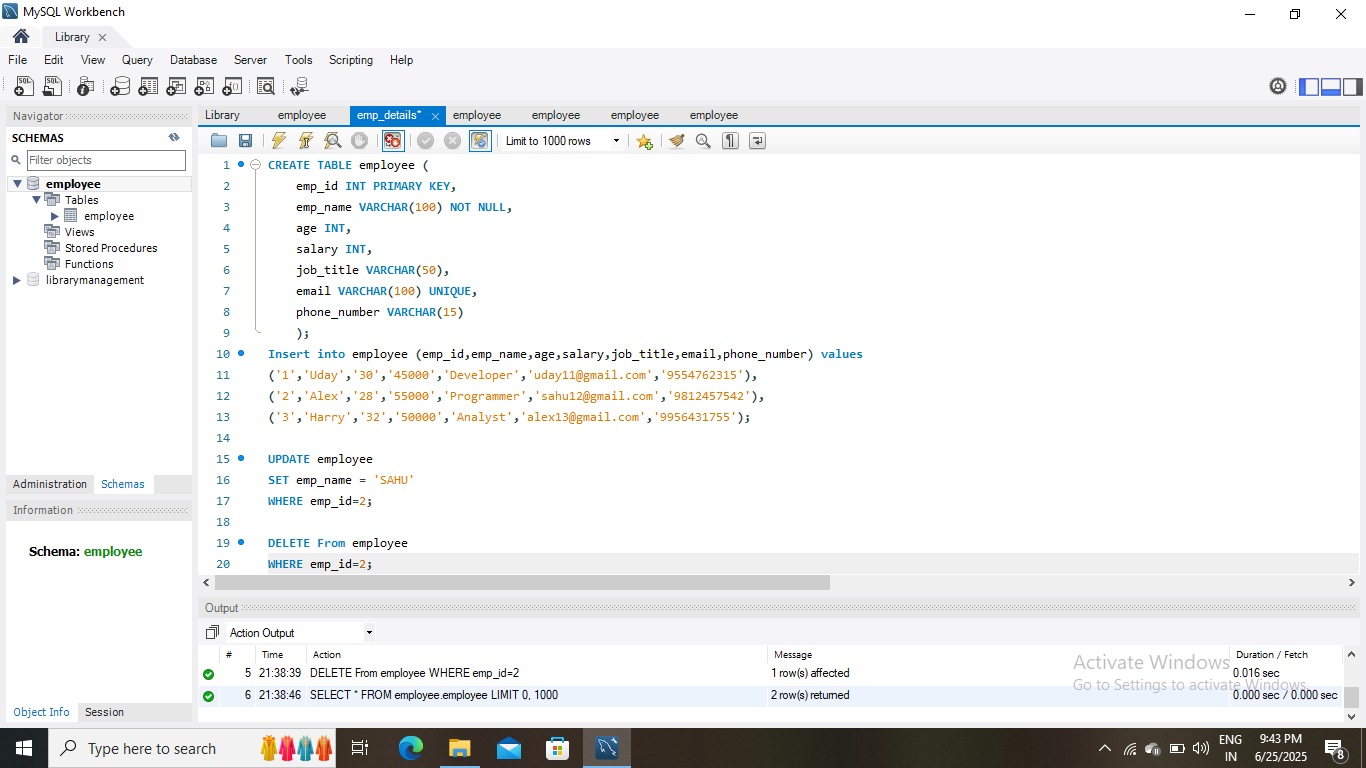 MySQL Workbench
Library
File Edit View Query Database Server Tools Scripting Help
Navigator
SCHEMAS
Filter objects
employee
Tables
employee
Views
Stored Procedures
Functions
librarymanagement
Administration Schemas
Information
Schema: employee
Object Info Session
Library employee emp_details* employee employee employee employee
Limit to 1000 rows
1 CREATE TABLE employee (
2 emp_id INT PRIMARY KEY,
3 emp_name VARCHAR(100) NOT NULL,
4 age INT,
5 salary INT,
6 job_title VARCHAR(50),
7 email VARCHAR(100) UNIQUE,
8 phone_number VARCHAR(15)
9 );
10 Insert into employee (emp_id,emp_name,age,salary,job_title,email,phone_number) values
11 ('1','Uday','30','45000','Developer','uday11@gmail.com','9554762315'),
12 ('2','Alex','28','55000','Programmer','sahu12@gmail.com','9812457542'),
13 ('3','Harry','32','50000','Analyst','alex13@gmail.com','9956431755');
14
15 UPDATE employee
16 SET emp_name = 'SAHU'
17 WHERE emp_id=2;
18
19 DELETE From employee
20 WHERE emp_id=2;
Output
Action Output
# Time Action Message Duration / Fetch
5 21:38:39 DELETE From employee WHERE emp_id=2 1 row(s) affected 0.016 sec
6 21:38:46 SELECT * FROM employee.employee LIMIT 0, 1000 2 row(s) returned 0.000 sec / 0.000 sec
Activate Windows
Go to Settings to activate Windows.
Type here to search
ENG
IN
9:43 PM
6/25/2025
8